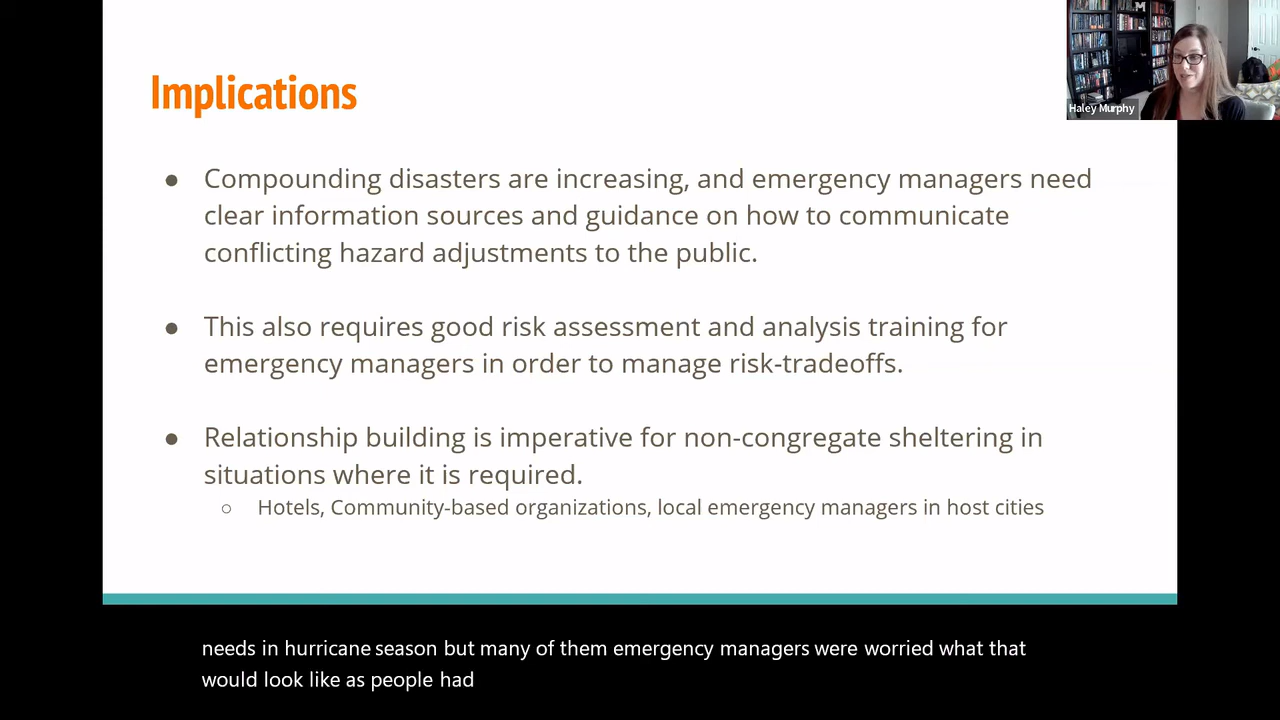 Implications
● Compounding disasters are increasing, and emergency managers need
clear information sources and guidance on how to communicate
conflicting hazard adjustments to the public.
● This also requires good risk assessment and analysis training for
emergency managers in order to manage risk-tradeoffs.
● Relationship building is imperative for non-congregate sheltering in
situations where it is required.
○ Hotels, Community-based organizations, local emergency managers in host cities
M
Haley Murphy
needs in hurricane season but many of them emergency managers were worried what that
would look like as people had